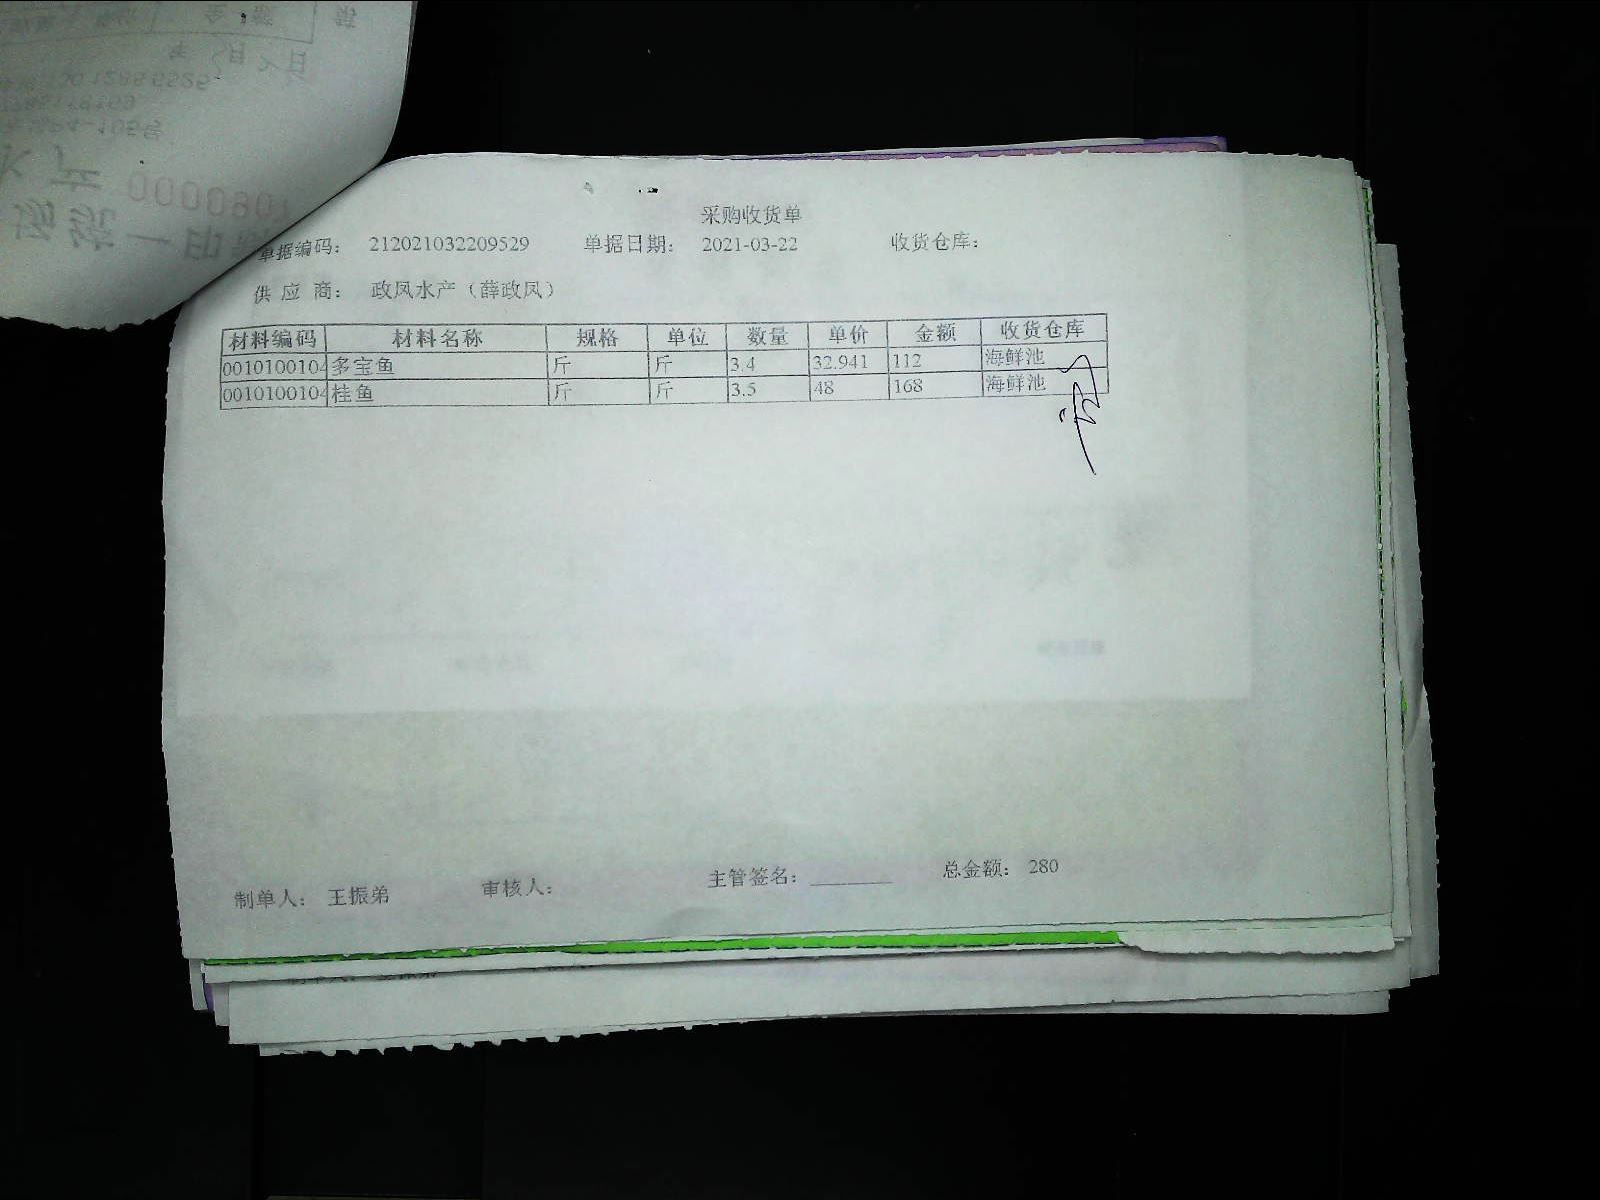 采购收货单
单据编码： 212021032209529 单据日期： 2021-03-22 收货仓库：
供 应 商： 政凤水产（薛政凤）
材料编码 材料名称 规格 单位 数量 单价 金额 收货仓库
0010100104 多宝鱼 斤 斤 3.4 32.941 112 海鲜池
0010100104 桂鱼 斤 斤 3.5 48 168 海鲜池
制单人： 王振弟 审核人： 主管签名： 总金额： 280